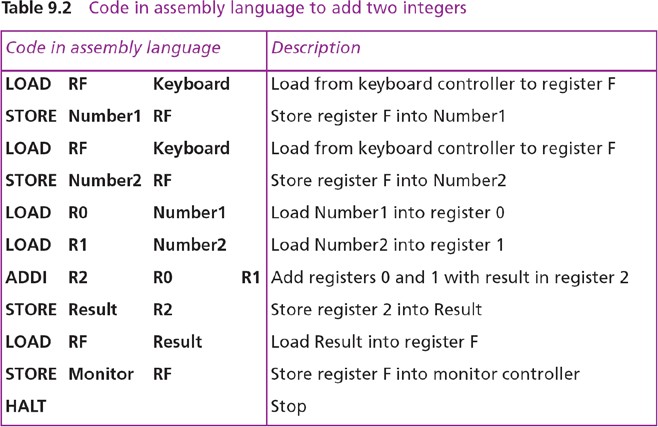 Table 9.2 Code in assembly language to add two integers
Code in assembly language Description
LOAD RF Keyboard Load from keyboard controller to register F
STORE Number1 RF Store register F into Number1
LOAD RF Keyboard Load from keyboard controller to register F
STORE Number2 RF Store register F into Number2
LOAD R0 Number1 Load Number1 into register 0
LOAD R1 Number2 Load Number2 into register 1
ADDI R2 R0 R1 Add registers 0 and 1 with result in register 2
STORE Result R2 Store register 2 into Result
LOAD RF Result Load Result into register F
STORE Monitor RF Store register F into monitor controller
HALT Stop